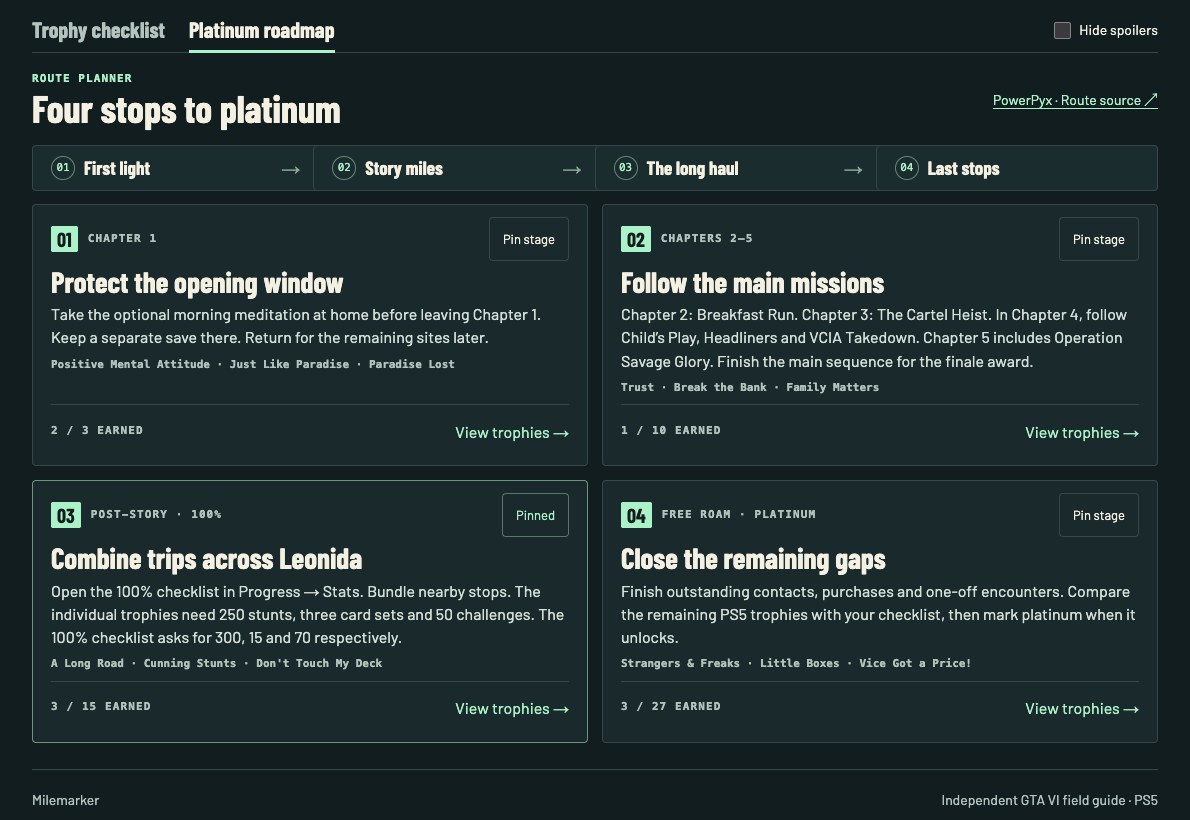 Trophy checklist Platinum roadmap Hide spoilers
ROUTE PLANNER
Four stops to platinum
PowerPyx · Route source ↗
01 First light → 02 Story miles → 03 The long haul → 04 Last stops
01 CHAPTER 1 Pin stage
Protect the opening window
Take the optional morning meditation at home before leaving Chapter 1.
Keep a separate save there. Return for the remaining sites later.
Positive Mental Attitude · Just Like Paradise · Paradise Lost
2 / 3 EARNED View trophies →
02 CHAPTERS 2–5 Pin stage
Follow the main missions
Chapter 2: Breakfast Run. Chapter 3: The Cartel Heist. In Chapter 4, follow
Child’s Play, Headliners and VCIA Takedown. Chapter 5 includes Operation
Savage Glory. Finish the main sequence for the finale award.
Trust · Break the Bank · Family Matters
1 / 10 EARNED View trophies →
03 POST-STORY · 100% Pinned
Combine trips across Leonida
Open the 100% checklist in Progress → Stats. Bundle nearby stops. The
individual trophies need 250 stunts, three card sets and 50 challenges. The
100% checklist asks for 300, 15 and 70 respectively.
A Long Road · Cunning Stunts · Don't Touch My Deck
3 / 15 EARNED View trophies →
04 FREE ROAM · PLATINUM Pin stage
Close the remaining gaps
Finish outstanding contacts, purchases and one-off encounters. Compare
the remaining PS5 trophies with your checklist, then mark platinum when it
unlocks.
Strangers & Freaks · Little Boxes · Vice Got a Price!
3 / 27 EARNED View trophies →
Milemarker Independent GTA VI field guide · PS5